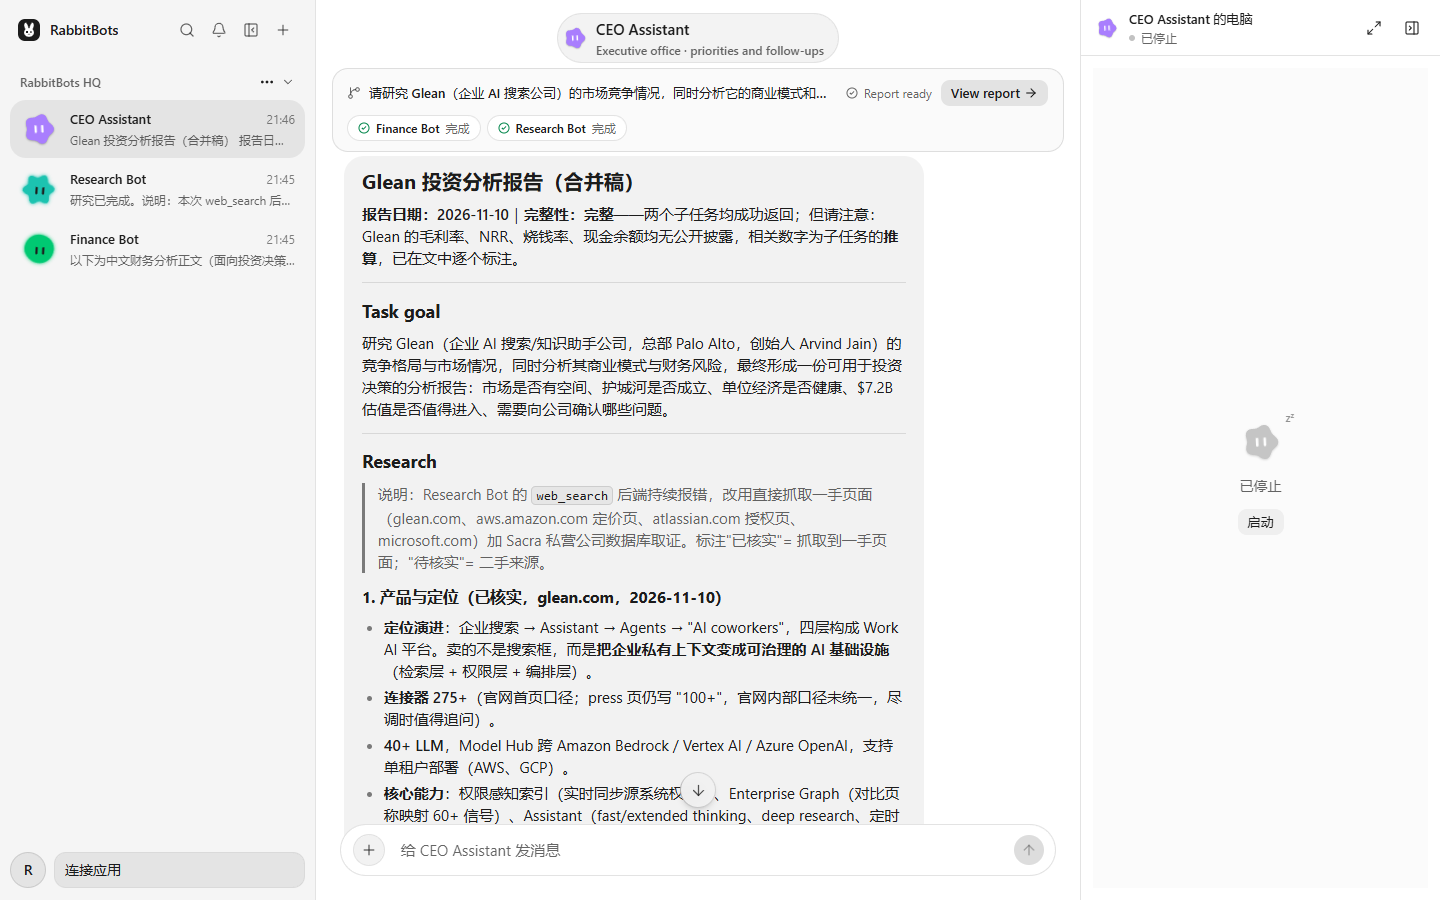 RabbitBots
RabbitBots HQ
CEO Assistant 21:46
Glean 投资分析报告（合并稿） 报告日...
Research Bot 21:45
研究已完成。说明：本次 web_search 后...
Finance Bot 21:45
以下为中文财务分析正文（面向投资决策...
R
连接应用
CEO Assistant
Executive office · priorities and follow-ups
请研究 Glean（企业 AI 搜索公司）的市场竞争情况，同时分析它的商业模式和... Report ready View report →
Finance Bot 完成 Research Bot 完成
Glean 投资分析报告（合并稿）
报告日期：2026-11-10 | 完整性：完整——两个子任务均成功返回；但请注意：
Glean 的毛利率、NRR、烧钱率、现金余额均无公开披露，相关数字为子任务的推
算，已在文中逐个标注。
Task goal
研究 Glean（企业 AI 搜索/知识助手公司，总部 Palo Alto，创始人 Arvind Jain）的
竞争格局与市场情况，同时分析其商业模式与财务风险，最终形成一份可用于投资
决策的分析报告：市场是否有空间、护城河是否成立、单位经济是否健康、$7.2B
估值是否值得进入、需要向公司确认哪些问题。
Research
说明：Research Bot 的 web_search 后端持续报错，改用直接抓取一手页面
（glean.com、aws.amazon.com 定价页、atlassian.com 授权页、
microsoft.com）加 Sacra 私营公司数据库取证。标注"已核实"= 抓取到一手页
面；"待核实"= 二手来源。
1. 产品与定位（已核实，glean.com，2026-11-10）
• 定位演进：企业搜索 → Assistant → Agents → "AI coworkers"，四层构成 Work
AI 平台。卖的不是搜索框，而是把企业私有上下文变成可治理的 AI 基础设施
（检索层 + 权限层 + 编排层）。
• 连接器 275+（官网首页口径；press 页仍写 "100+"，官网内部口径未统一，尽
调时值得追问）。
• 40+ LLM，Model Hub 跨 Amazon Bedrock / Vertex AI / Azure OpenAI，支持
单租户部署（AWS、GCP）。
• 核心能力：权限感知索引（实时同步源系统权 、Enterprise Graph（对比页
称映射 60+ 信号）、Assistant（fast/extended thinking、deep research、定时
给 CEO Assistant 发消息
CEO Assistant 的电脑
已停止
zz
已停止
启动